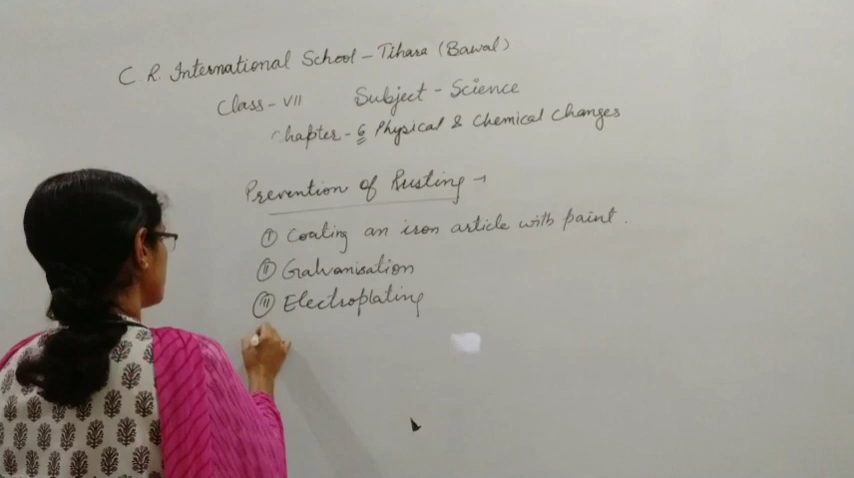 C R. International School - Tihara (Bawal)
Class - VII Subject - Science
Chapter - 6 Physical & Chemical Changes
Prevention of Rusting →
(I) Coating an iron article with paint.
(II) Galvanisation
(III) Electroplating